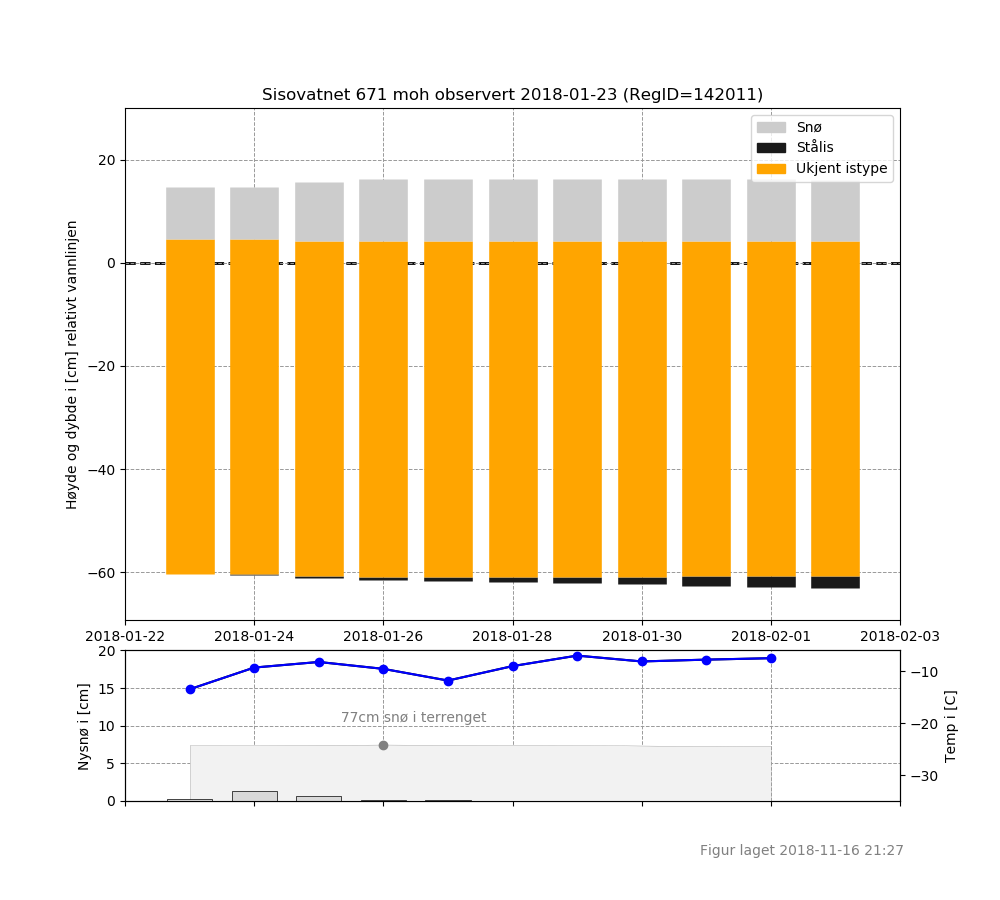 Sisovatnet 671 moh observert 2018-01-23 (RegID=142011)
Snø
Stålis
Ukjent istype
Høyde og dybde i [cm] relativt vannlinjen
20
0
−20
−40
−60
2018-01-22 2018-01-24 2018-01-26 2018-01-28 2018-01-30 2018-02-01 2018-02-03
Nysnø i [cm]
20
15
10
5
0
77cm snø i terrenget
−10
−20
−30
Temp i [C]
Figur laget 2018-11-16 21:27